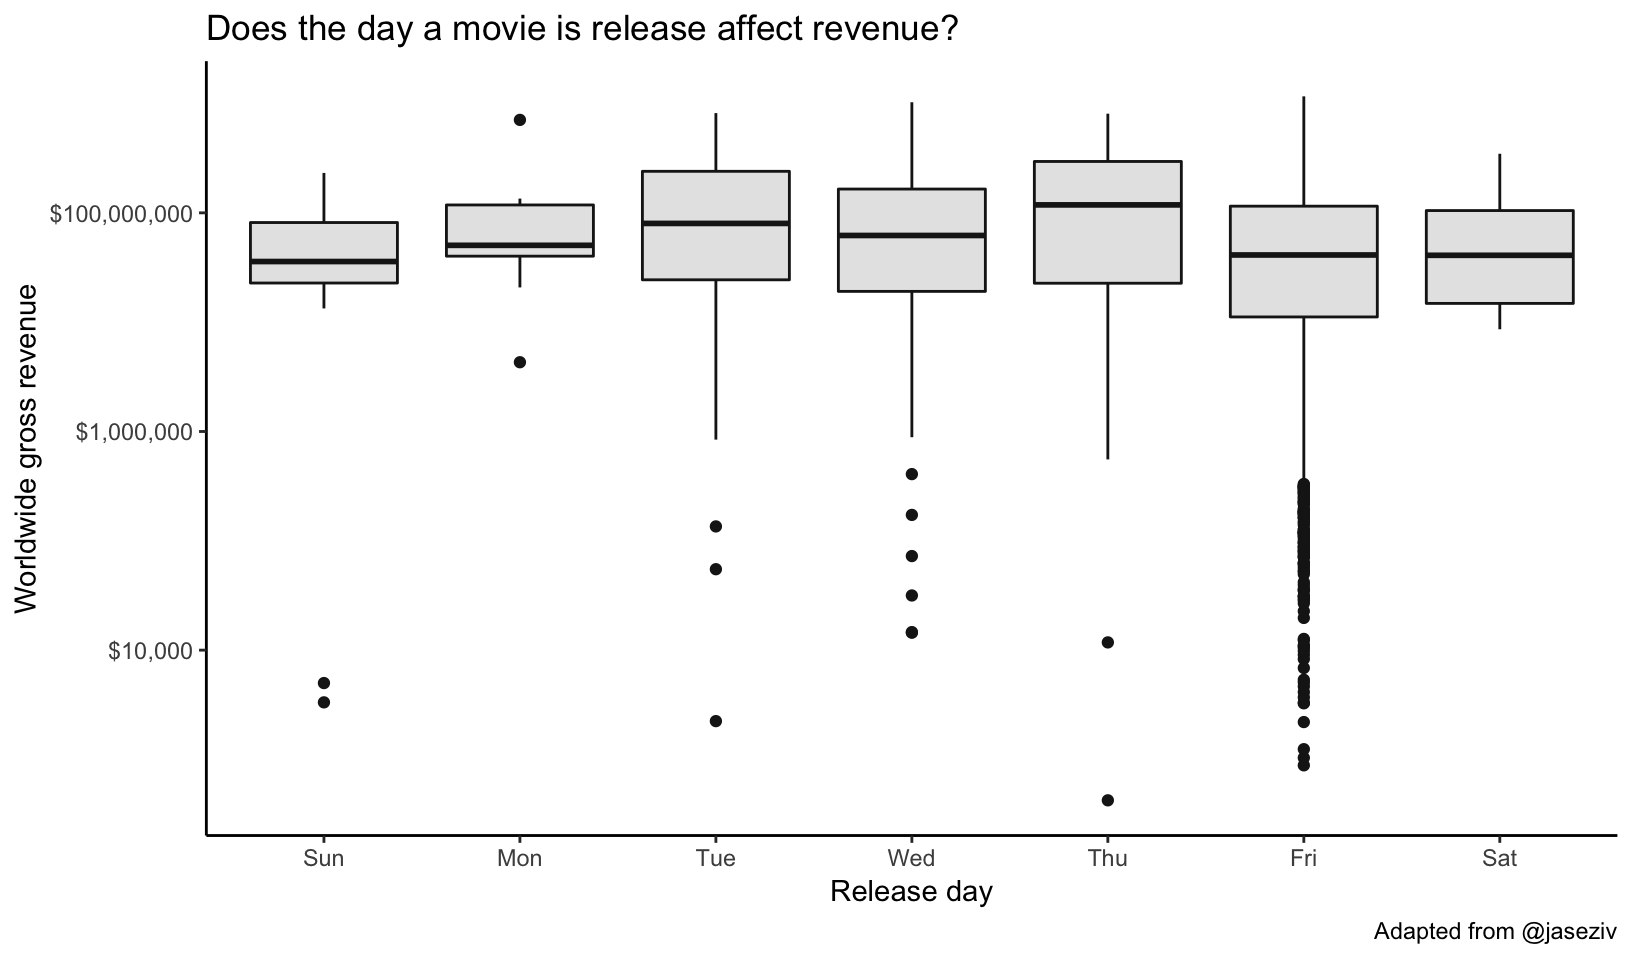 Does the day a movie is release affect revenue?
Worldwide gross revenue
$100,000,000
$1,000,000
$10,000
Sun Mon Tue Wed Thu Fri Sat
Release day
Adapted from @jaseziv